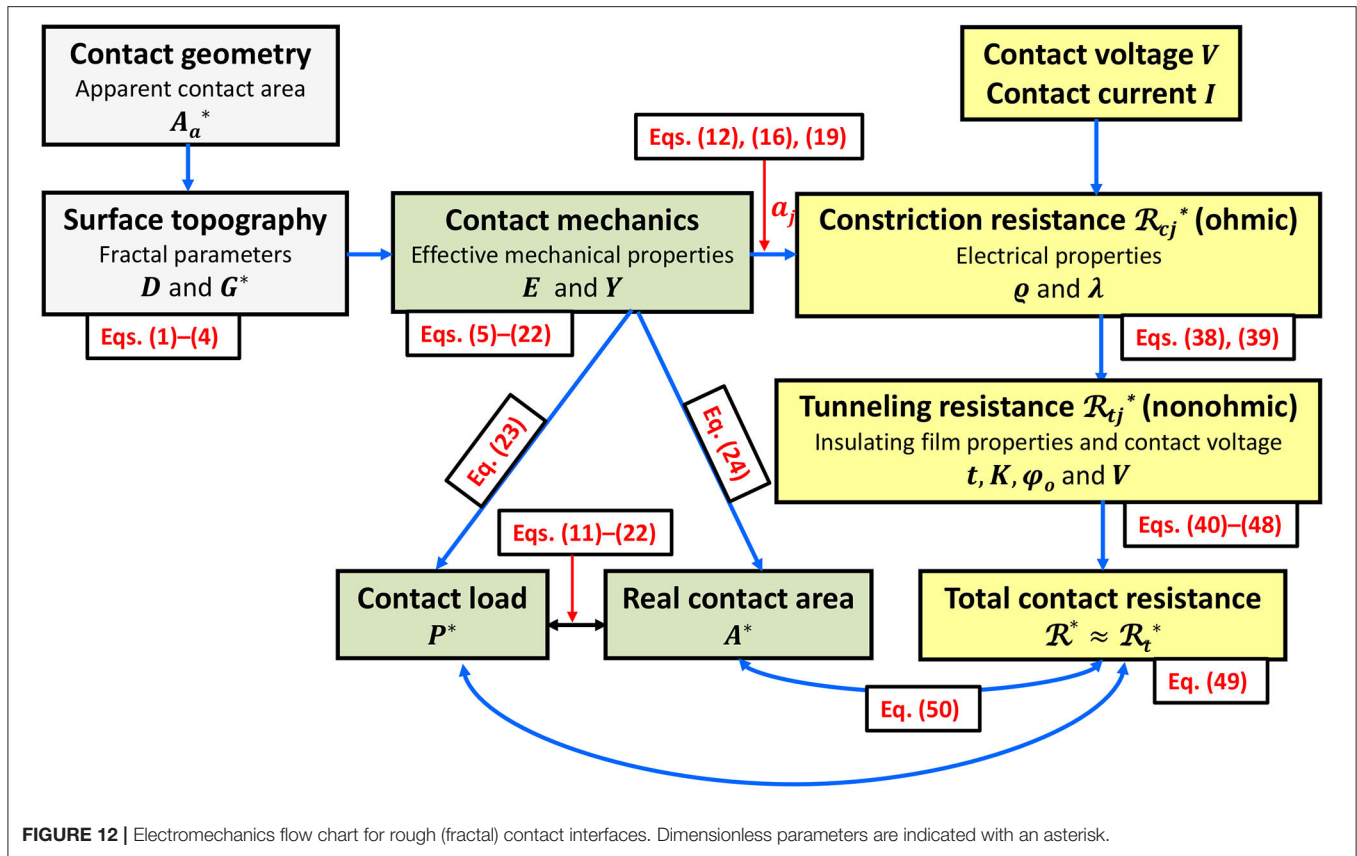 Contact geometry
Apparent contact area
A_a^*
Contact voltage V
Contact current I
Eqs. (12), (16), (19)
a_j
Surface topography
Fractal parameters
D and G^*
Eqs. (1)–(4)
Contact mechanics
Effective mechanical properties
E and Y
Eqs. (5)–(22)
Constriction resistance ℛ_cj^* (ohmic)
Electrical properties
ϱ and λ
Eqs. (38), (39)
Tunneling resistance ℛ_tj^* (nonohmic)
Insulating film properties and contact voltage
t, K, φ_o and V
Eqs. (40)–(48)
Eq. (23)
Eq. (24)
Eqs. (11)–(22)
Contact load
P^*
Real contact area
A^*
Total contact resistance
ℛ^* ≈ ℛ_t^*
Eq. (49)
Eq. (50)
FIGURE 12 | Electromechanics flow chart for rough (fractal) contact interfaces. Dimensionless parameters are indicated with an asterisk.